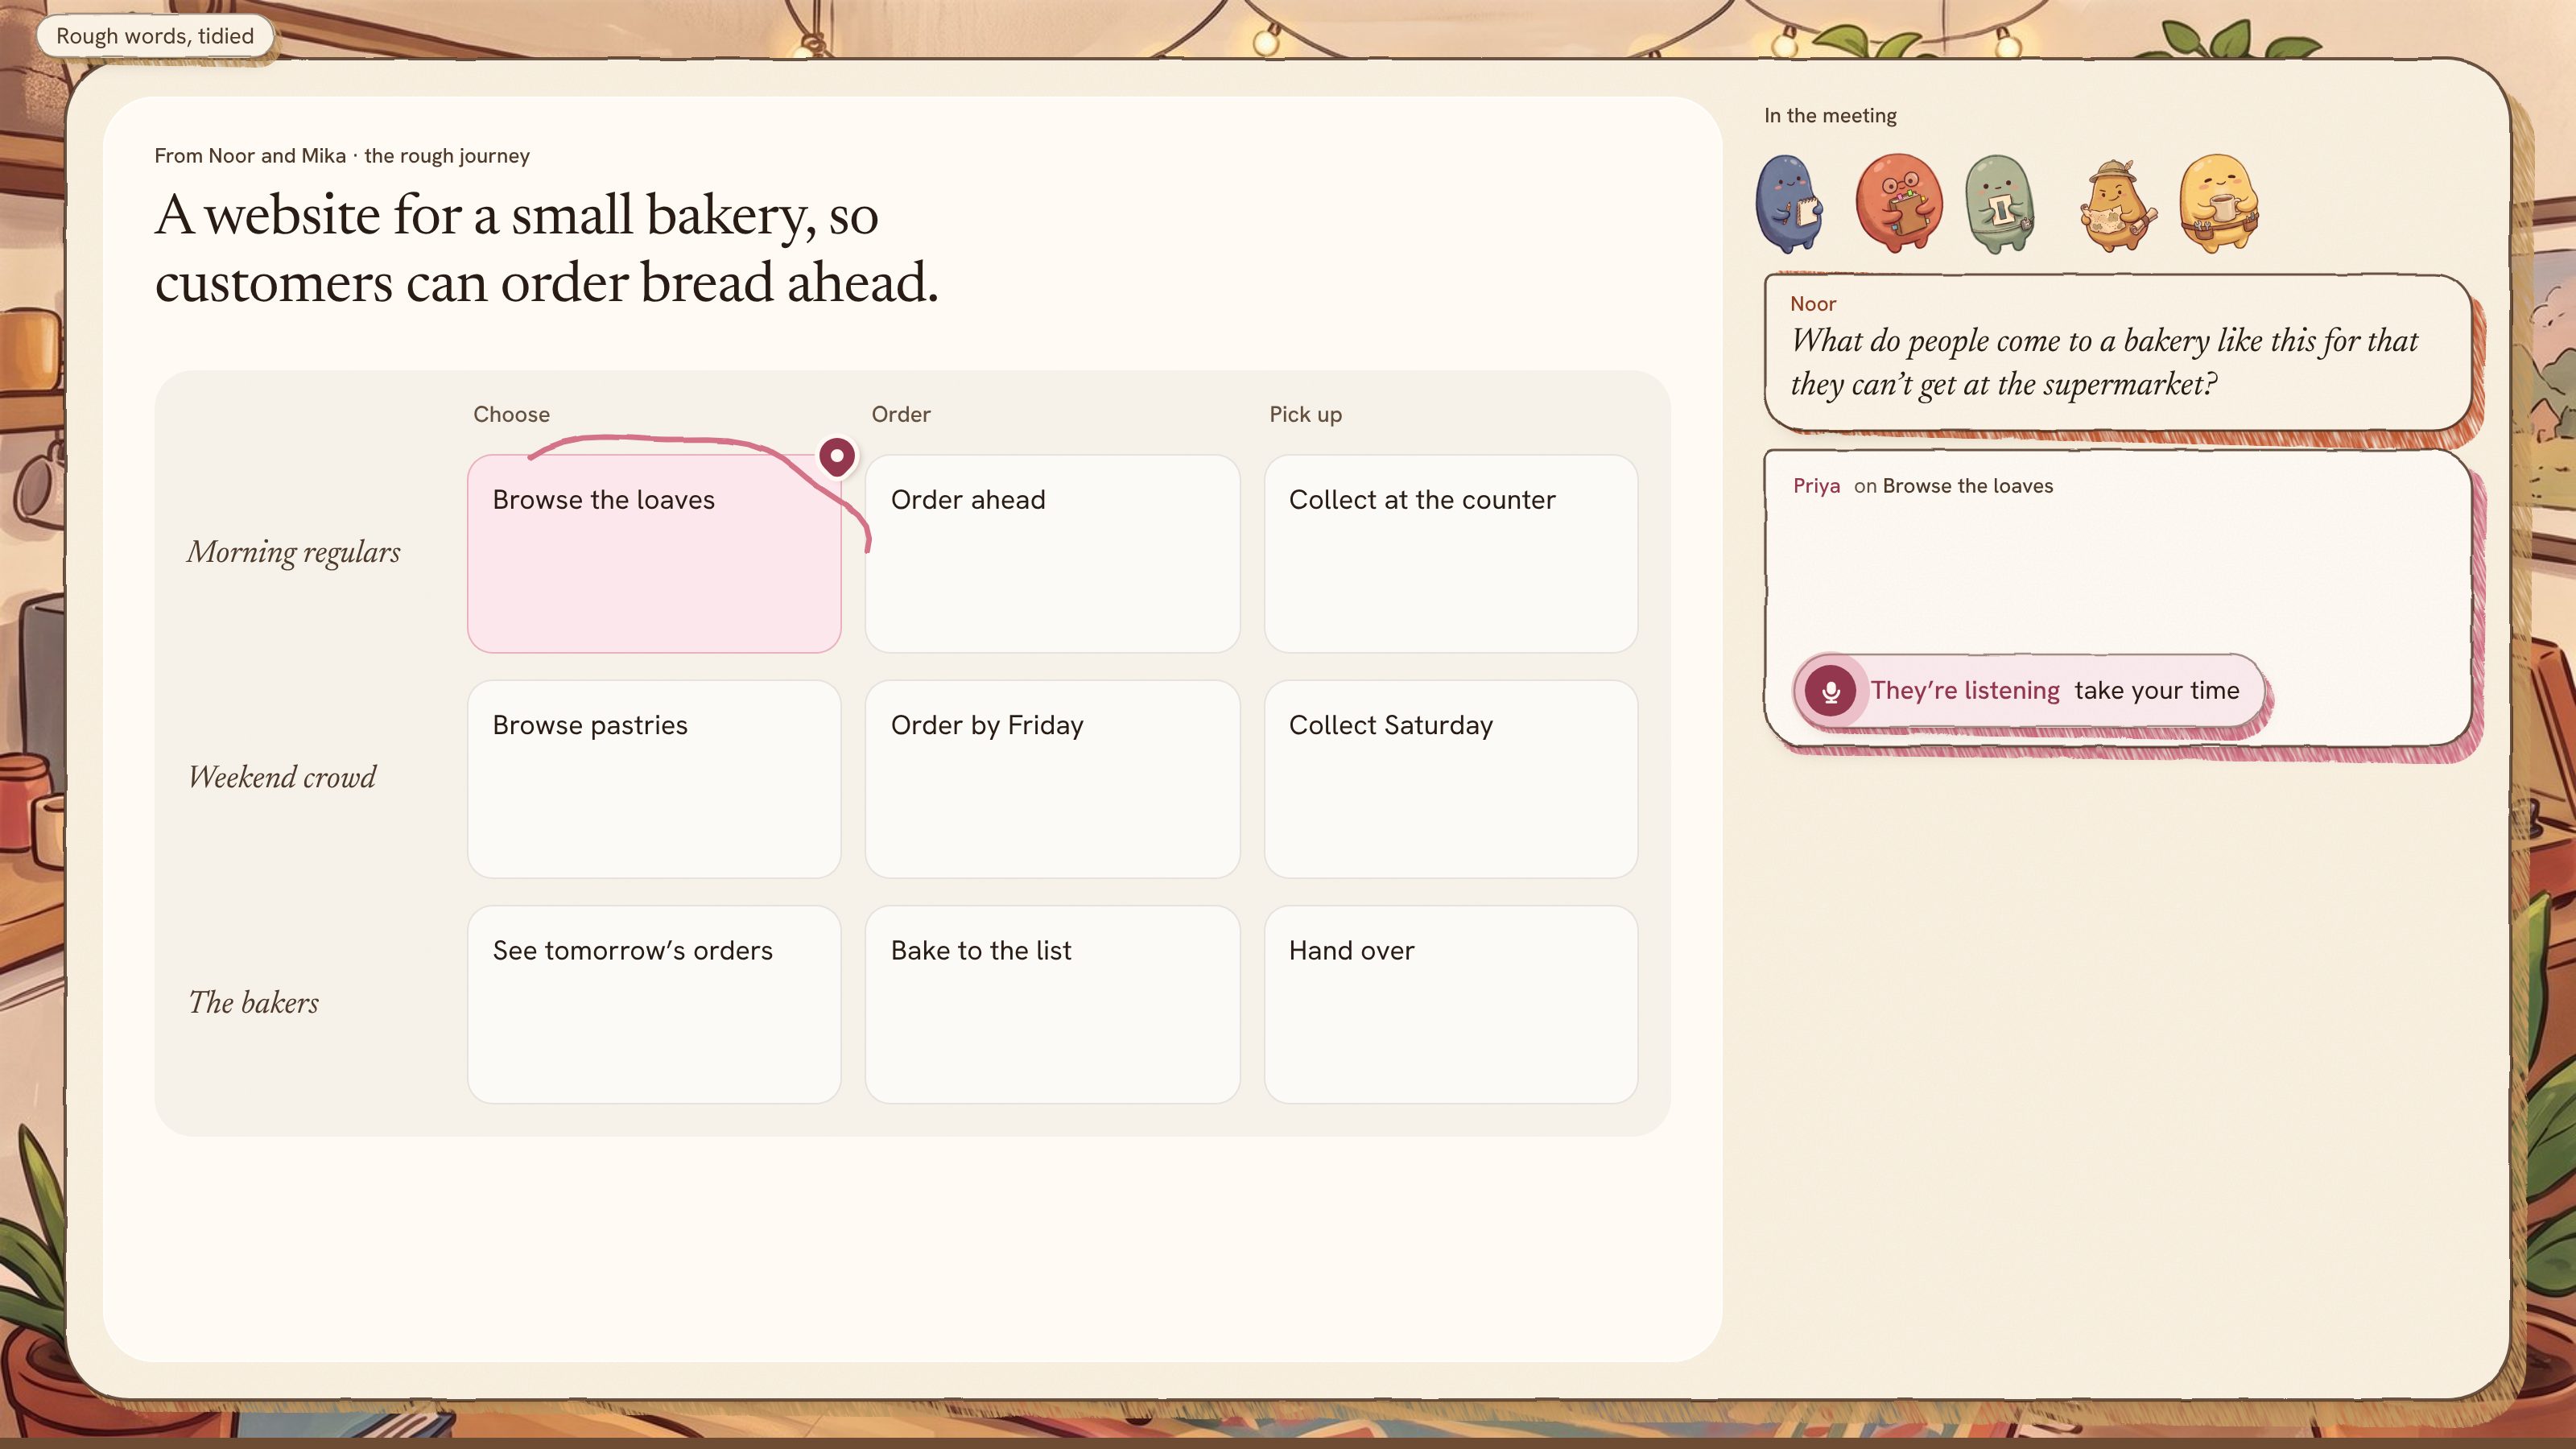 Rough words, tidied
From Noor and Mika · the rough journey
A website for a small bakery, so
customers can order bread ahead.
Choose
Order
Pick up
Morning regulars
Browse the loaves
Order ahead
Collect at the counter
Weekend crowd
Browse pastries
Order by Friday
Collect Saturday
The bakers
See tomorrow’s orders
Bake to the list
Hand over
In the meeting
Noor
What do people come to a bakery like this for that
they can’t get at the supermarket?
Priya on Browse the loaves
They’re listening take your time